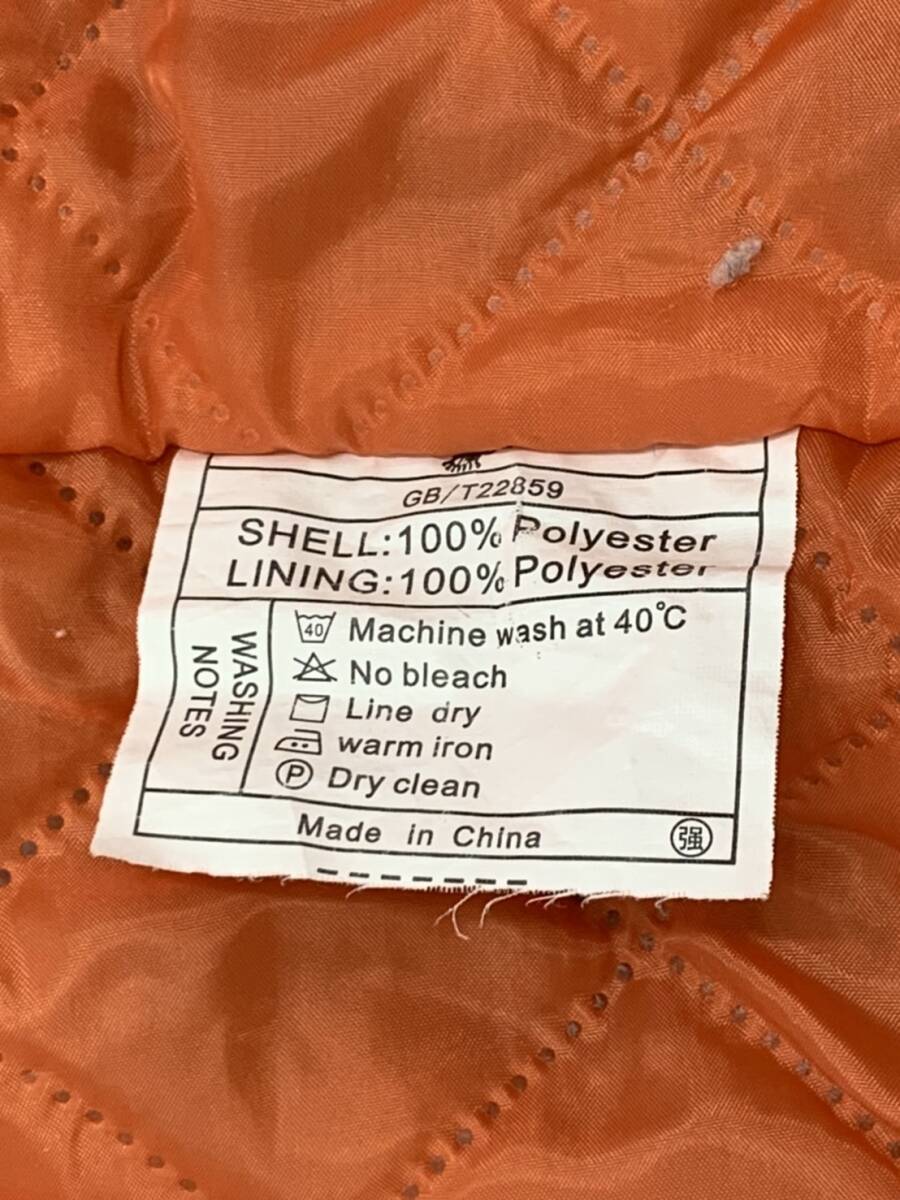 GB/T22859
SHELL:100% Polyester
LINING:100% Polyester
WASHING
NOTES
40 Machine wash at 40°C
No bleach
Line dry
warm iron
P Dry clean
Made in China
强